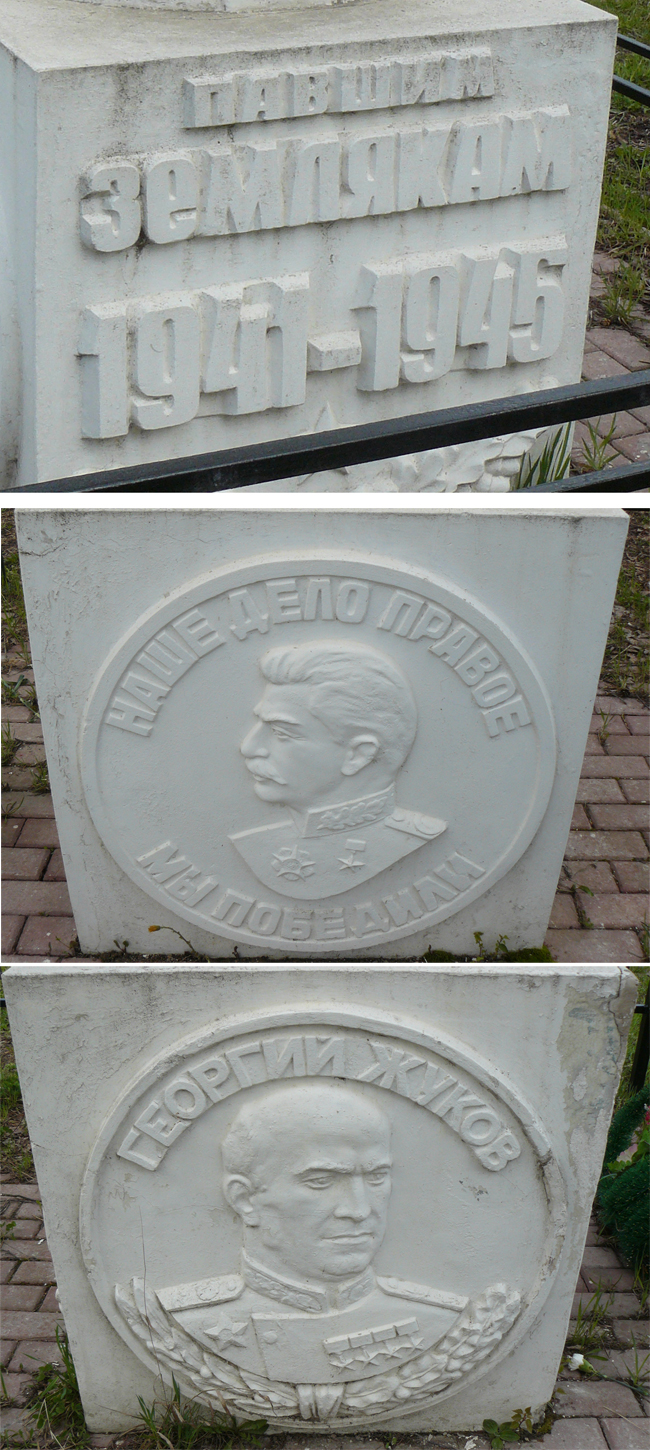 ПАВШИМ
ЗЕМЛЯКАМ
1941-1945
НАШЕ ДЕЛО ПРАВОЕ
МЫ ПОБЕДИЛИ
ГЕОРГИЙ ЖУКОВ